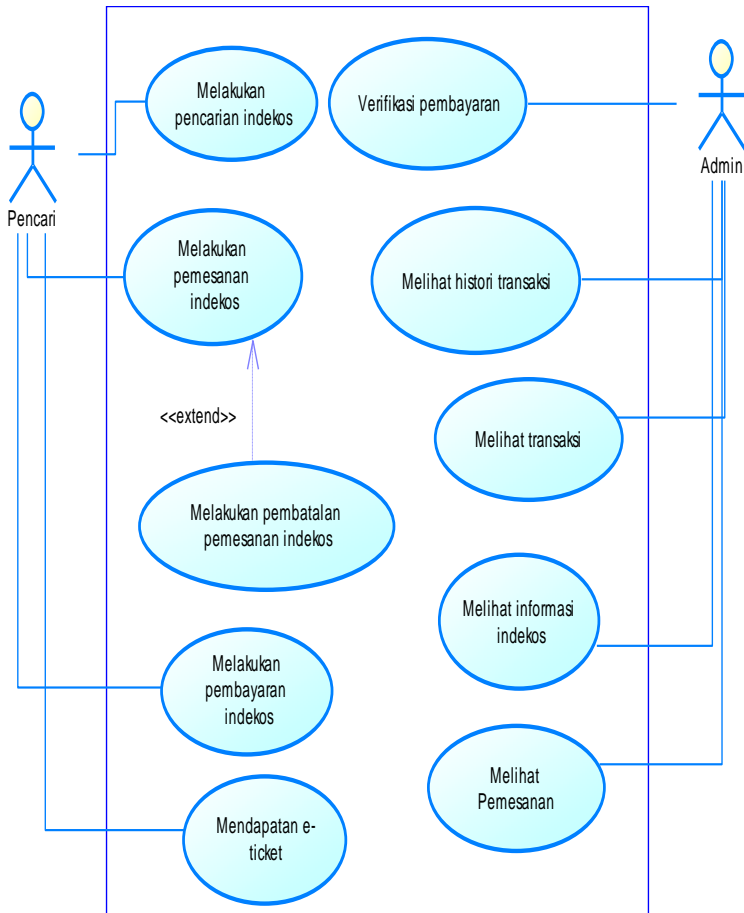 Melakukan
pencarian indekos
Verifikasi pembayaran
Pencari
Admin
Melakukan
pemesanan
indekos
Melihat histori transaksi
<<extend>>
Melihat transaksi
Melakukan pembatalan
pemesanan indekos
Melihat informasi
indekos
Melakukan
pembayaran
indekos
Melihat
Pemesanan
Mendapatan e-
ticket